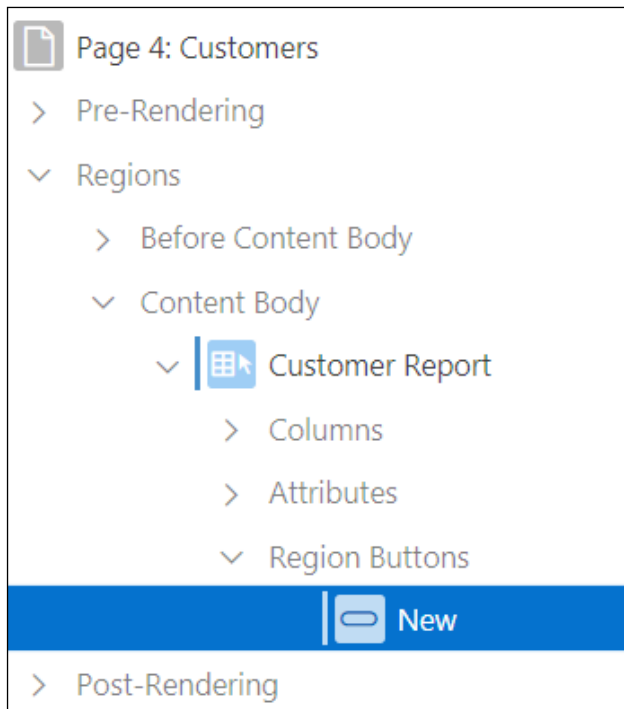 Page 4: Customers
Pre-Rendering
Regions
Before Content Body
Content Body
Customer Report
Columns
Attributes
Region Buttons
New
Post-Rendering